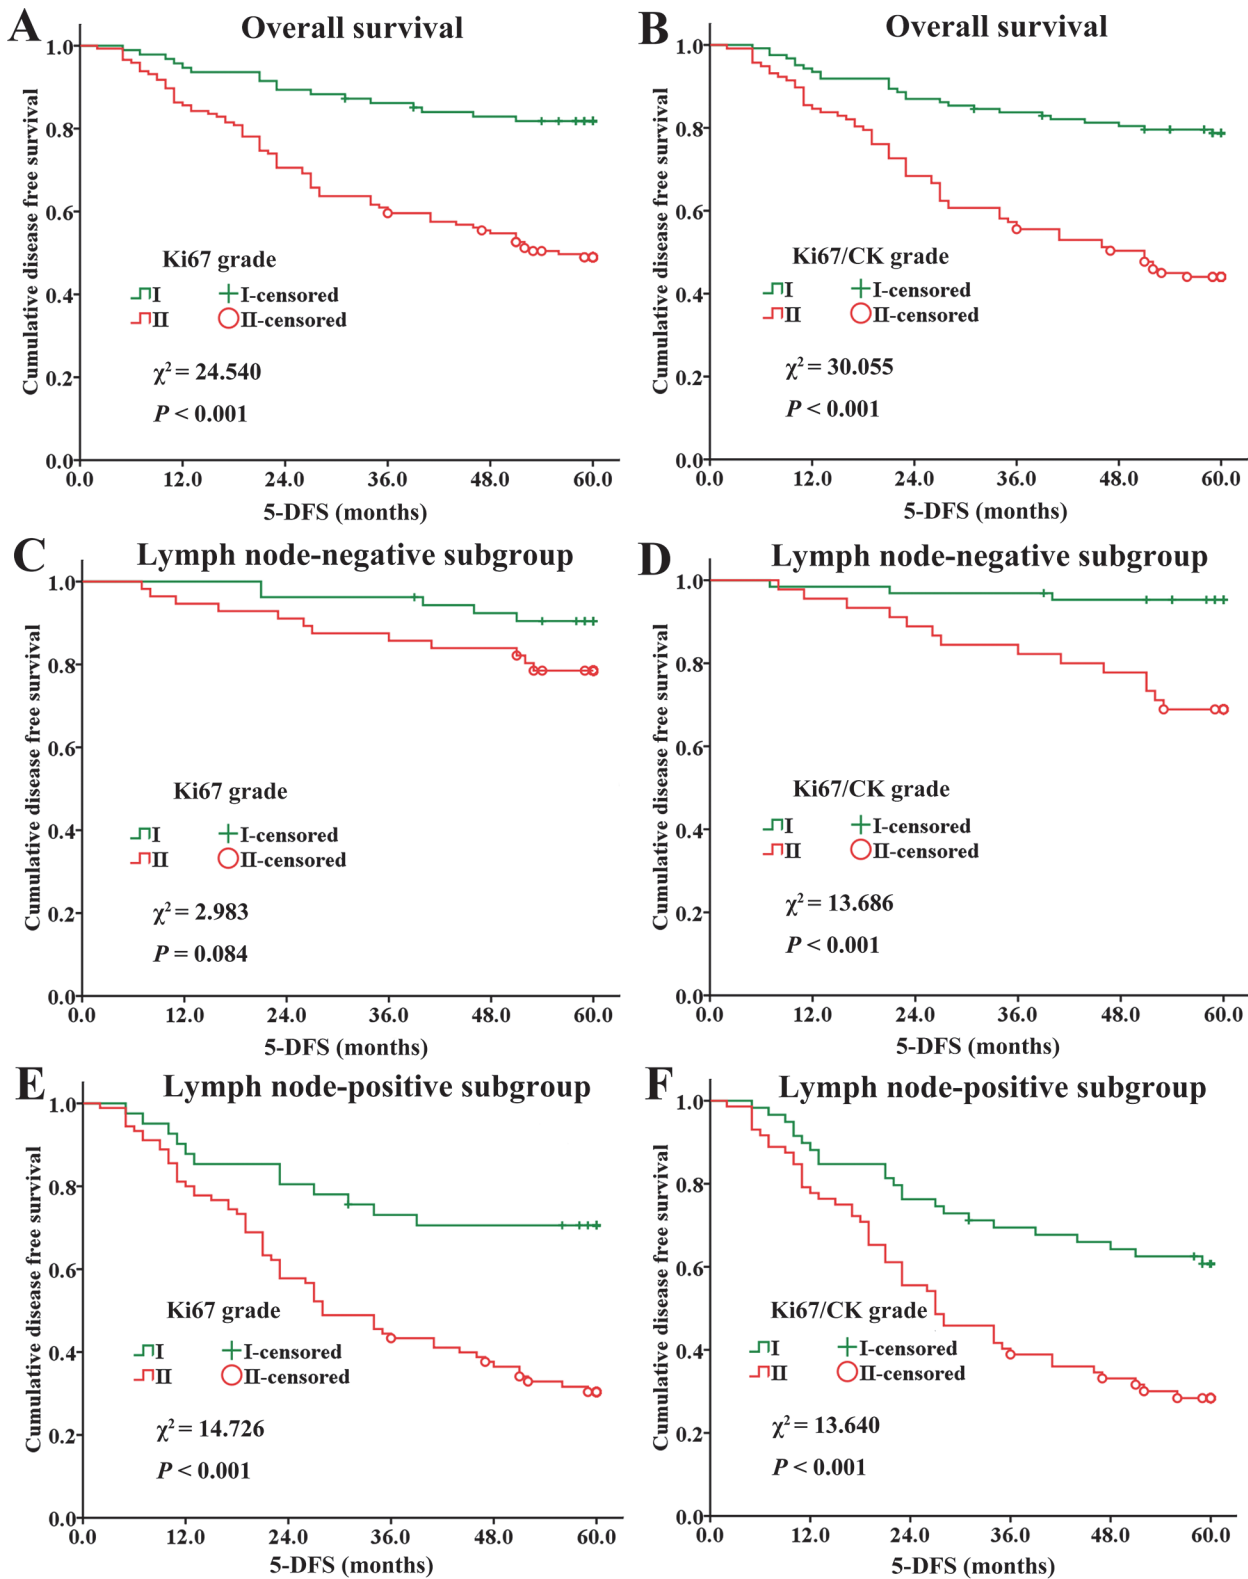 A
Overall survival
Cumulative disease free survival
1.0
0.8
0.6
0.4
0.2
0.0
Ki67 grade
I
I-censored
II
II-censored
χ² = 24.540
P < 0.001
0.0 12.0 24.0 36.0 48.0 60.0
5-DFS (months)
B
Overall survival
Cumulative disease free survival
1.0
0.8
0.6
0.4
0.2
0.0
Ki67/CK grade
I
I-censored
II
II-censored
χ² = 30.055
P < 0.001
0.0 12.0 24.0 36.0 48.0 60.0
5-DFS (months)
C
Lymph node-negative subgroup
Cumulative disease free survival
1.0
0.8
0.6
0.4
0.2
0.0
Ki67 grade
I
I-censored
II
II-censored
χ² = 2.983
P = 0.084
0.0 12.0 24.0 36.0 48.0 60.0
5-DFS (months)
D
Lymph node-negative subgroup
Cumulative disease free survival
1.0
0.8
0.6
0.4
0.2
0.0
Ki67/CK grade
I
I-censored
II
II-censored
χ² = 13.686
P < 0.001
0.0 12.0 24.0 36.0 48.0 60.0
5-DFS (months)
E
Lymph node-positive subgroup
Cumulative disease free survival
1.0
0.8
0.6
0.4
0.2
0.0
Ki67 grade
I
I-censored
II
II-censored
χ² = 14.726
P < 0.001
0.0 12.0 24.0 36.0 48.0 60.0
5-DFS (months)
F
Lymph node-positive subgroup
Cumulative disease free survival
1.0
0.8
0.6
0.4
0.2
0.0
Ki67/CK grade
I
I-censored
II
II-censored
χ² = 13.640
P < 0.001
0.0 12.0 24.0 36.0 48.0 60.0
5-DFS (months)